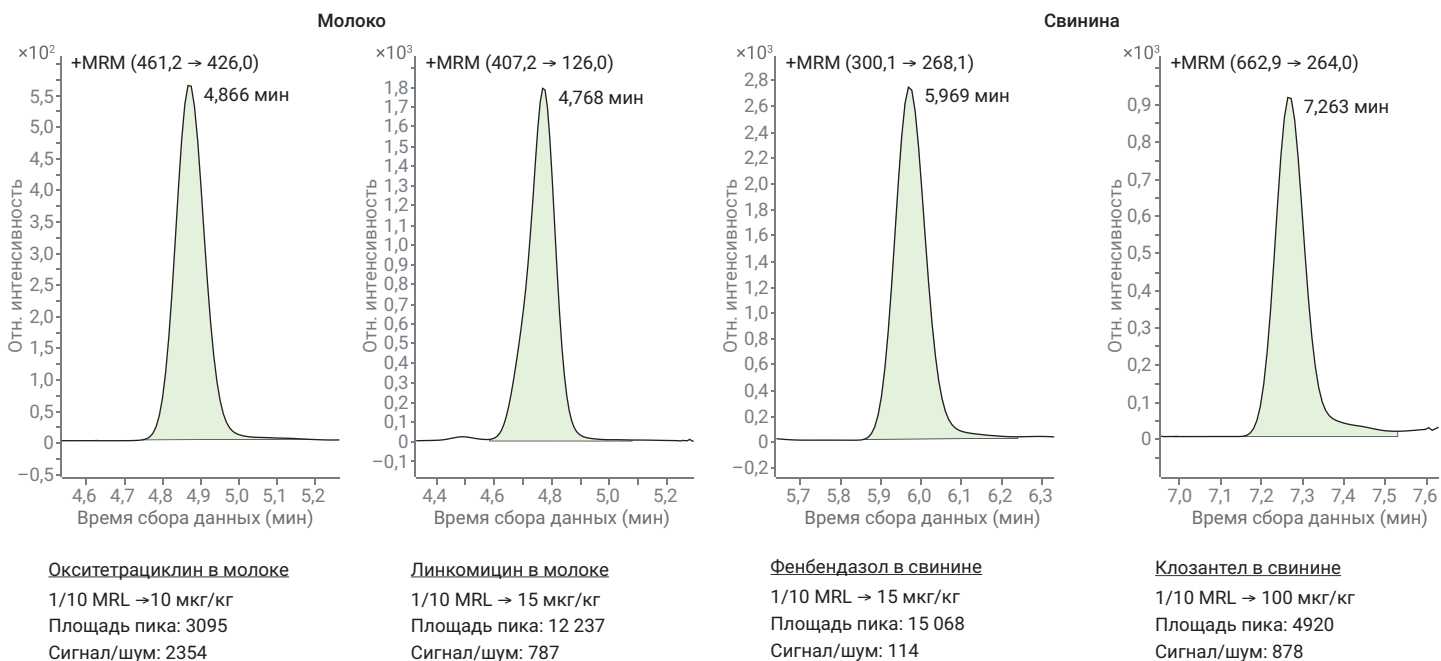 Молоко
Свинина
×10²
+MRM (461,2 → 426,0)
4,866 мин
5,5
5,0
4,5
4,0
3,5
3,0
2,5
2,0
1,5
1,0
0,5
0
−0,5
Отн. интенсивность
4,6 4,7 4,8 4,9 5,0 5,1 5,2
Время сбора данных (мин)
×10³
+MRM (407,2 → 126,0)
4,768 мин
1,8
1,7
1,6
1,5
1,4
1,3
1,2
1,1
1,0
0,9
0,8
0,7
0,6
0,5
0,4
0,3
0,2
0,1
0
−0,1
Отн. интенсивность
4,4 4,6 4,8 5,0 5,2
Время сбора данных (мин)
×10³
+MRM (300,1 → 268,1)
5,969 мин
2,8
2,6
2,4
2,2
2,0
1,8
1,6
1,4
1,2
1,0
0,8
0,6
0,4
0,2
0
−0,2
Отн. интенсивность
5,7 5,8 5,9 6,0 6,1 6,2 6,3
Время сбора данных (мин)
×10³
+MRM (662,9 → 264,0)
7,263 мин
0,9
0,8
0,7
0,6
0,5
0,4
0,3
0,2
0,1
0
Отн. интенсивность
7,0 7,1 7,2 7,3 7,4 7,5 7,6
Время сбора данных (мин)
Окситетрациклин в молоке
1/10 MRL →10 мкг/кг
Площадь пика: 3095
Сигнал/шум: 2354
Линкомицин в молоке
1/10 MRL → 15 мкг/кг
Площадь пика: 12 237
Сигнал/шум: 787
Фенбендазол в свинине
1/10 MRL → 15 мкг/кг
Площадь пика: 15 068
Сигнал/шум: 114
Клозантел в свинине
1/10 MRL → 100 мкг/кг
Площадь пика: 4920
Сигнал/шум: 878